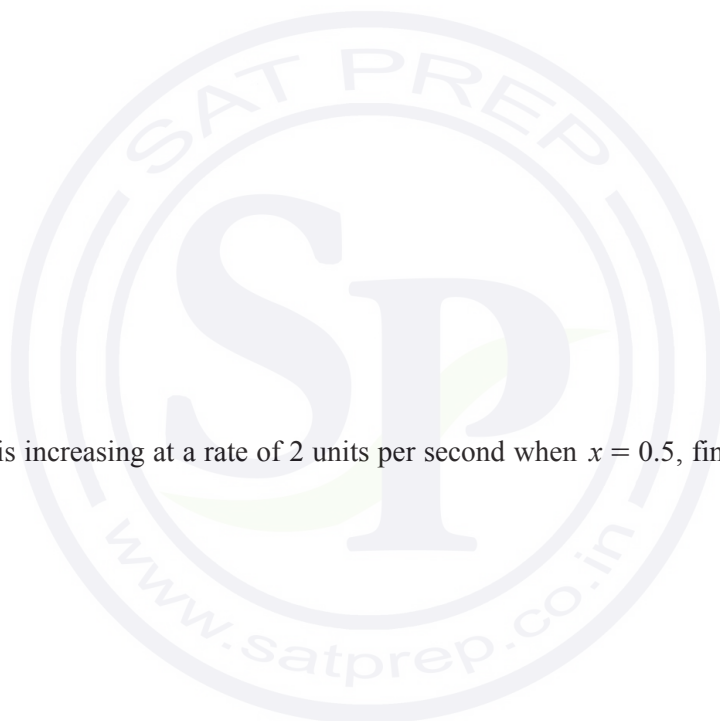 SAT PREP
SP
is increasing at a rate of 2 units per second when x = 0.5, fin
www.satprep.co.in